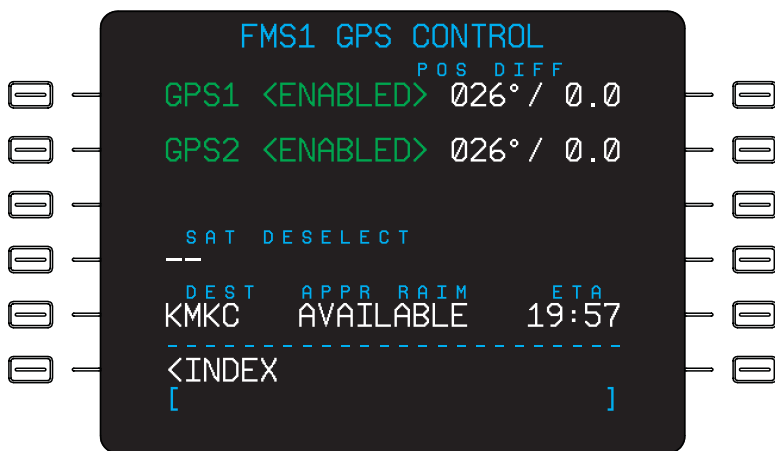 FMS1 GPS CONTROL
POS DIFF
GPS1 <ENABLED> 026°/ 0.0
GPS2 <ENABLED> 026°/ 0.0
SAT DESELECT
--
DEST APPR RAIM ETA
KMKC AVAILABLE 19:57
------------------------
<INDEX
[ ]